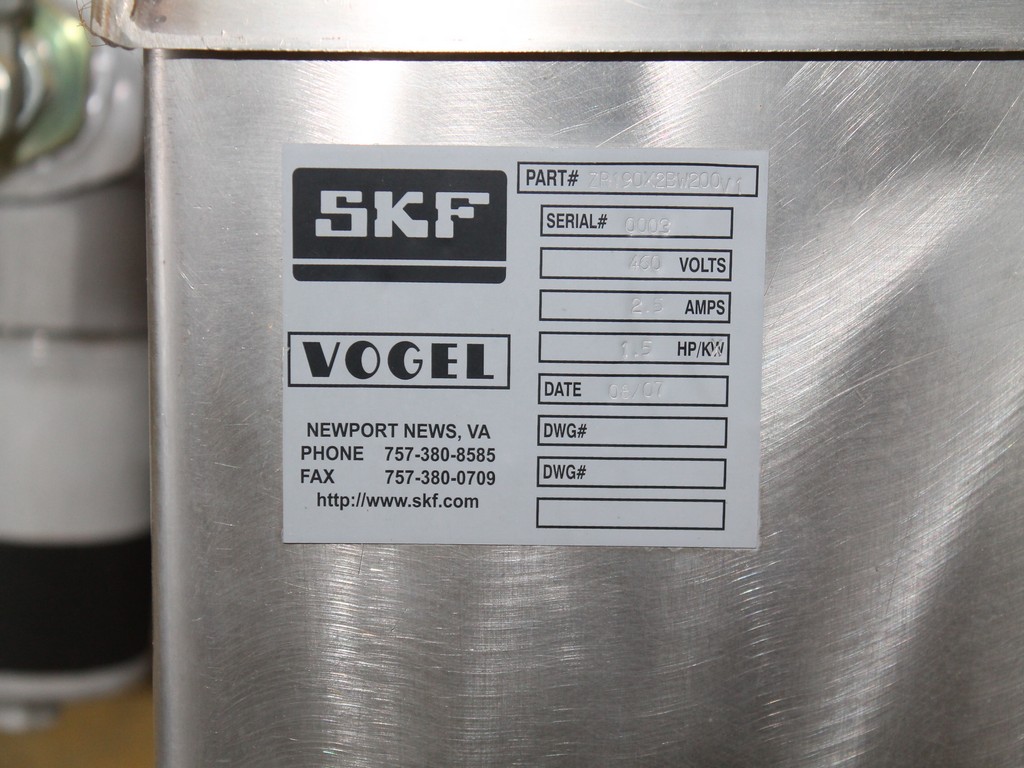 SKF
VOGEL
NEWPORT NEWS, VA
PHONE 757-380-8585
FAX 757-380-0709
http://www.skf.com
PART#
SERIAL# 0003
460 VOLTS
2.5 AMPS
1.5 HP/KW
DATE 06/07
DWG#
DWG#